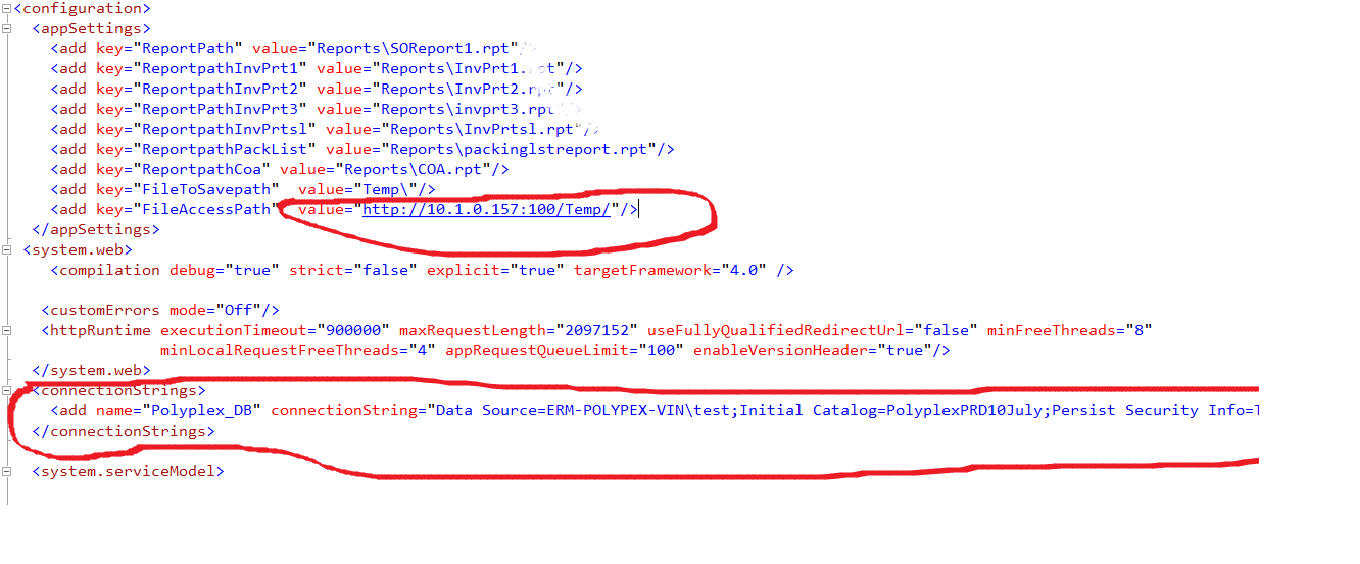 <configuration>
<appSettings>
<add key="ReportPath" value="Reports\SOReport1.rpt"/>
<add key="ReportpathInvPrt1" value="Reports\InvPrt1.rpt"/>
<add key="ReportpathInvPrt2" value="Reports\InvPrt2.rpt"/>
<add key="ReportPathInvPrt3" value="Reports\invprt3.rpt"/>
<add key="ReportpathInvPrtsl" value="Reports\InvPrtsl.rpt"/>
<add key="ReportpathPackList" value="Reports\packinglstreport.rpt"/>
<add key="ReportpathCoa" value="Reports\COA.rpt"/>
<add key="FileToSavepath"  value="Temp\"/>
<add key="FileAccessPath"  value="http://10.1.0.157:100/Temp/"/>
</appSettings>
<system.web>
<compilation debug="true" strict="false" explicit="true" targetFramework="4.0" />
<customErrors mode="Off"/>
<httpRuntime executionTimeout="900000" maxRequestLength="2097152" useFullyQualifiedRedirectUrl="false" minFreeThreads="8"
minLocalRequestFreeThreads="4" appRequestQueueLimit="100" enableVersionHeader="true"/>
</system.web>
<connectionStrings>
<add name="Polyplex_DB" connectionString="Data Source=ERM-POLYPEX-VIN\test;Initial Catalog=PolyplexPRD10July;Persist Security Info=T
</connectionStrings>
<system.serviceModel>